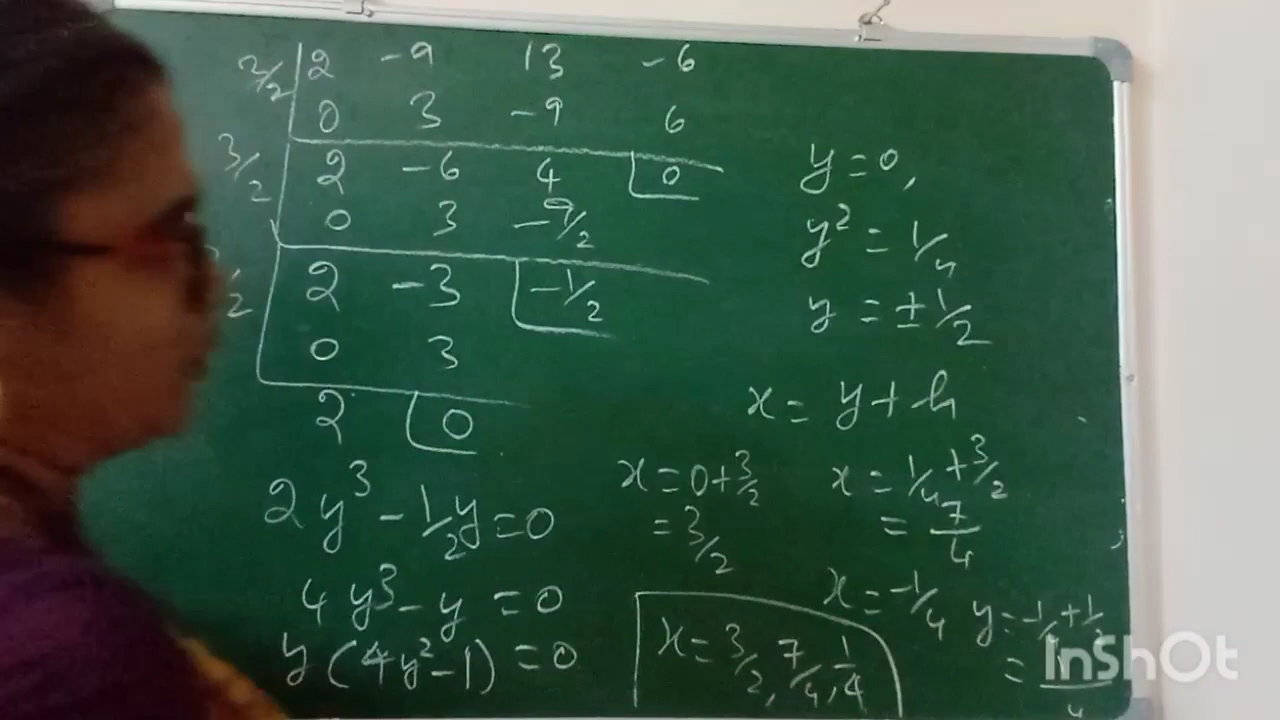 3/2 2 -9 13 -6
0 3 -9 6
3/2 2 -6 4 0
0 3 -9/2
2 2 -3 -1/2
0 3
2 0
2y³ - 1/2y = 0
4y³ - y = 0
y(4y² - 1) = 0
y = 0,
y² = 1/4
y = ± 1/2
x = y + h
x = 0 + 3/2
= 3/2
x = 1/4 + 3/2
= 7/4
x = -1/4
x = 3/2, 7/4, 1/4
InShOt